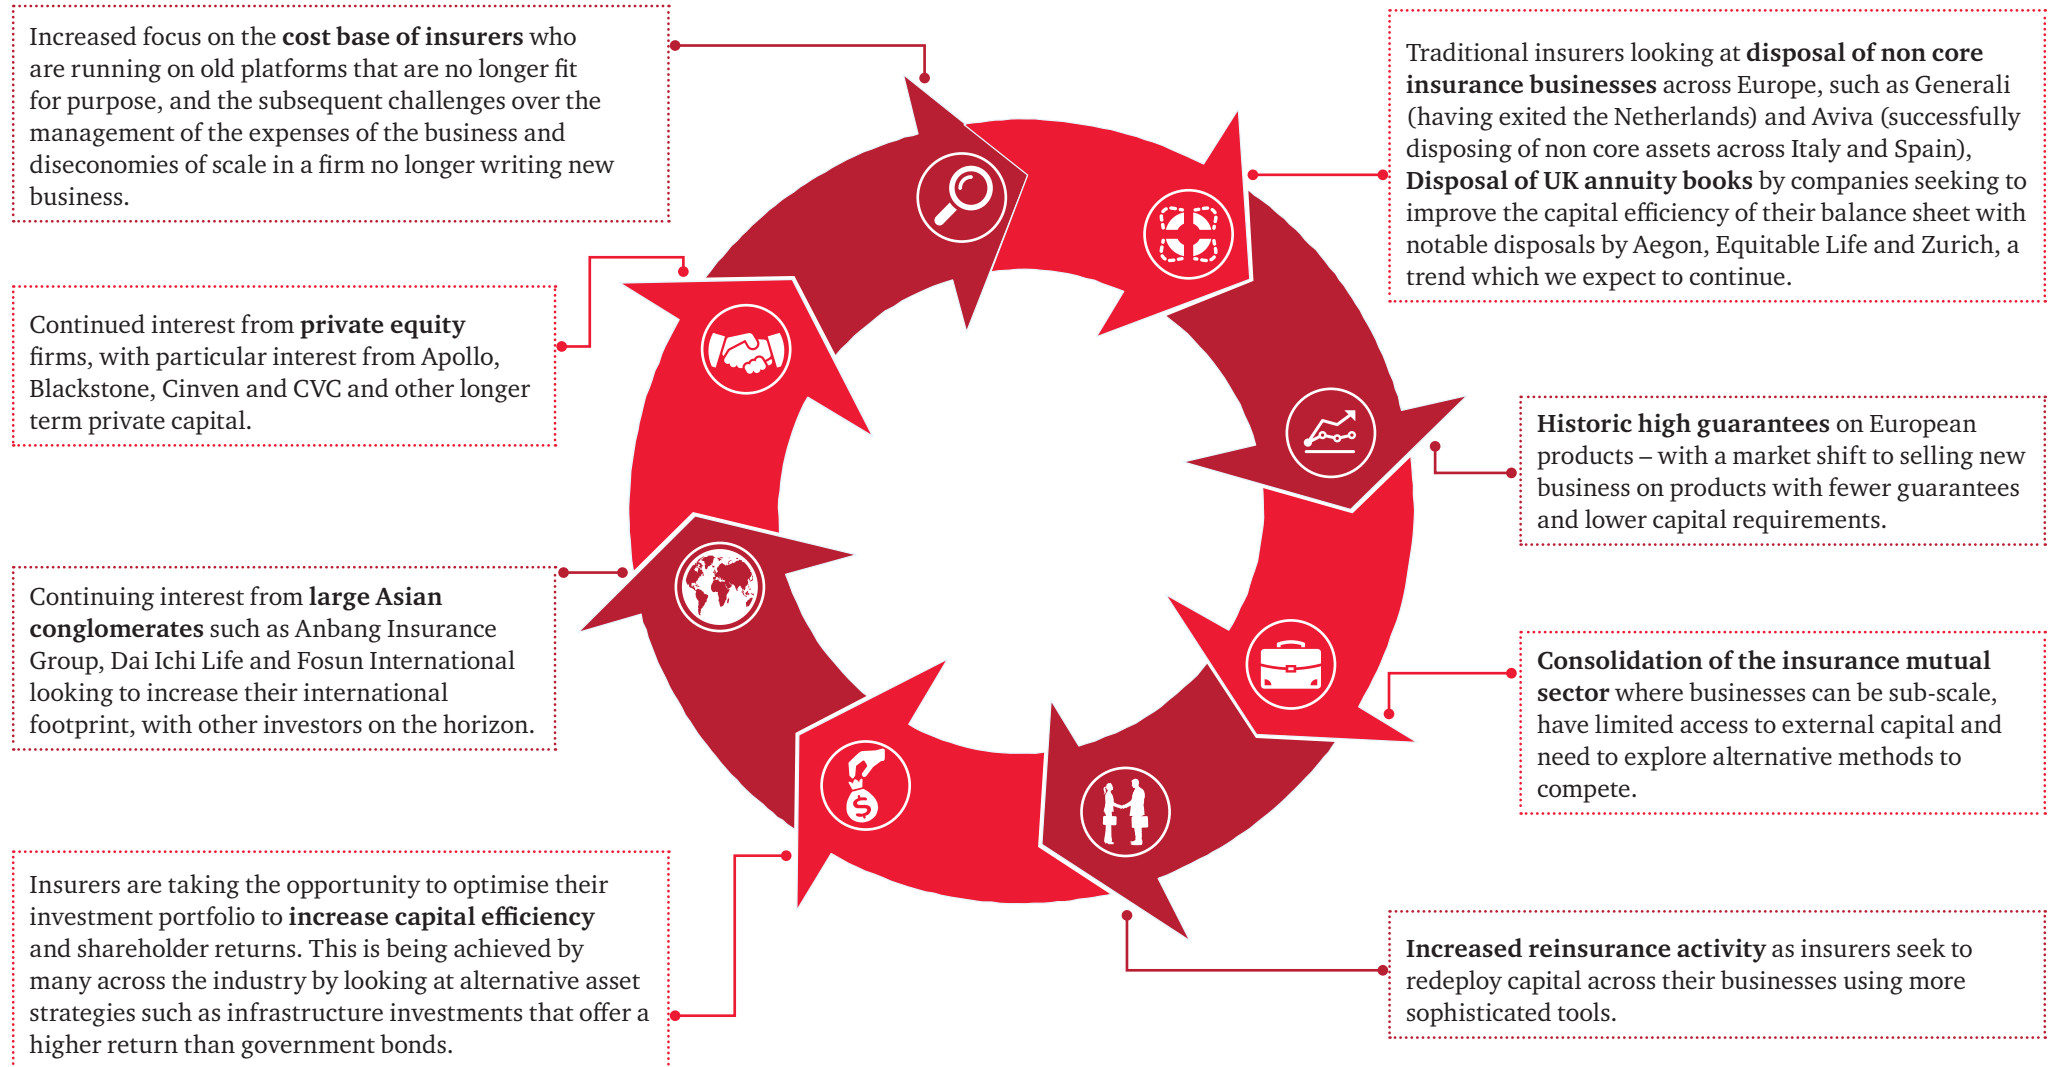 Increased focus on the cost base of insurers who
are running on old platforms that are no longer fit
for purpose, and the subsequent challenges over the
management of the expenses of the business and
diseconomies of scale in a firm no longer writing new
business.
Continued interest from private equity
firms, with particular interest from Apollo,
Blackstone, Cinven and CVC and other longer
term private capital.
Continuing interest from large Asian
conglomerates such as Anbang Insurance
Group, Dai Ichi Life and Fosun International
looking to increase their international
footprint, with other investors on the horizon.
Insurers are taking the opportunity to optimise their
investment portfolio to increase capital efficiency
and shareholder returns. This is being achieved by
many across the industry by looking at alternative asset
strategies such as infrastructure investments that offer a
higher return than government bonds.
Traditional insurers looking at disposal of non core
insurance businesses across Europe, such as Generali
(having exited the Netherlands) and Aviva (successfully
disposing of non core assets across Italy and Spain),
Disposal of UK annuity books by companies seeking to
improve the capital efficiency of their balance sheet with
notable disposals by Aegon, Equitable Life and Zurich, a
trend which we expect to continue.
Historic high guarantees on European
products – with a market shift to selling new
business on products with fewer guarantees
and lower capital requirements.
Consolidation of the insurance mutual
sector where businesses can be sub-scale,
have limited access to external capital and
need to explore alternative methods to
compete.
Increased reinsurance activity as insurers seek to
redeploy capital across their businesses using more
sophisticated tools.
$